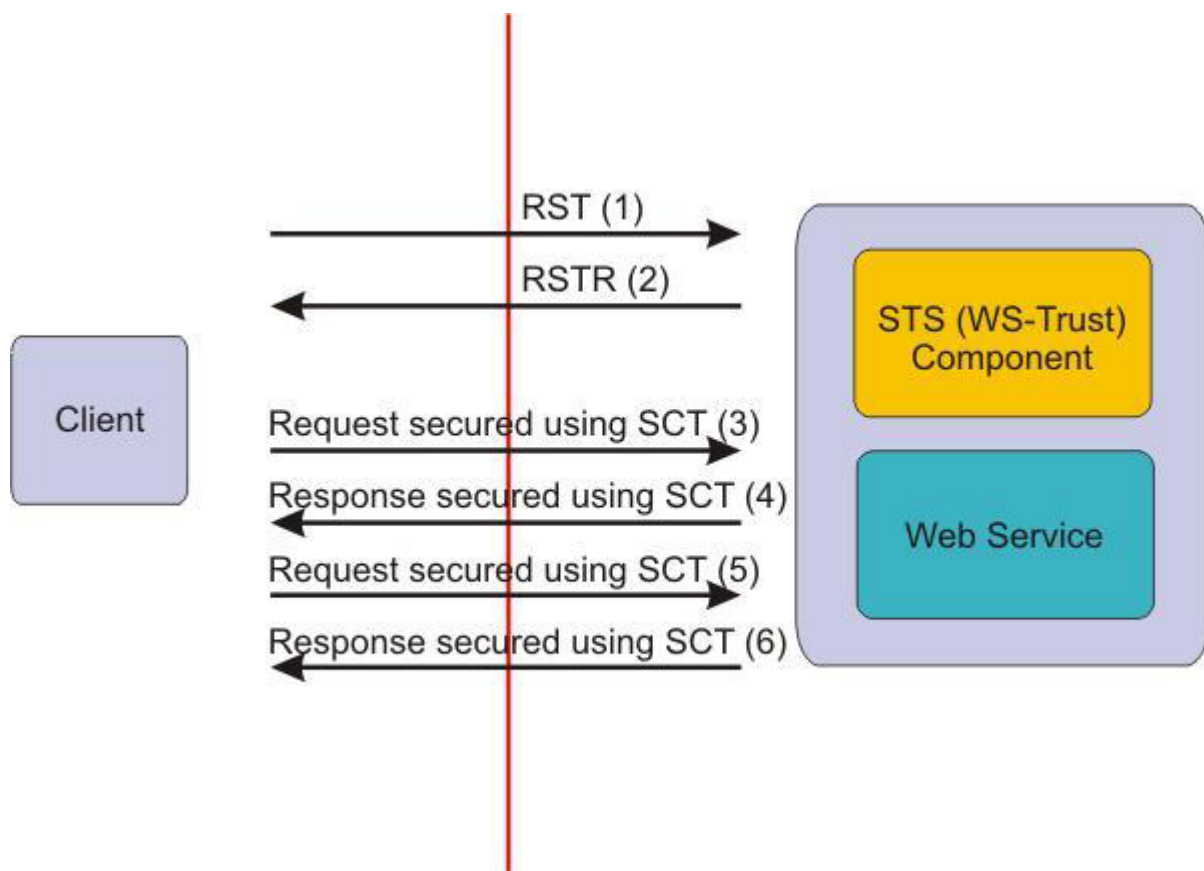 RST (1)
RSTR (2)
STS (WS-Trust)
Component
Client
Request secured using SCT (3)
Response secured using SCT (4)
Web Service
Request secured using SCT (5)
Response secured using SCT (6)